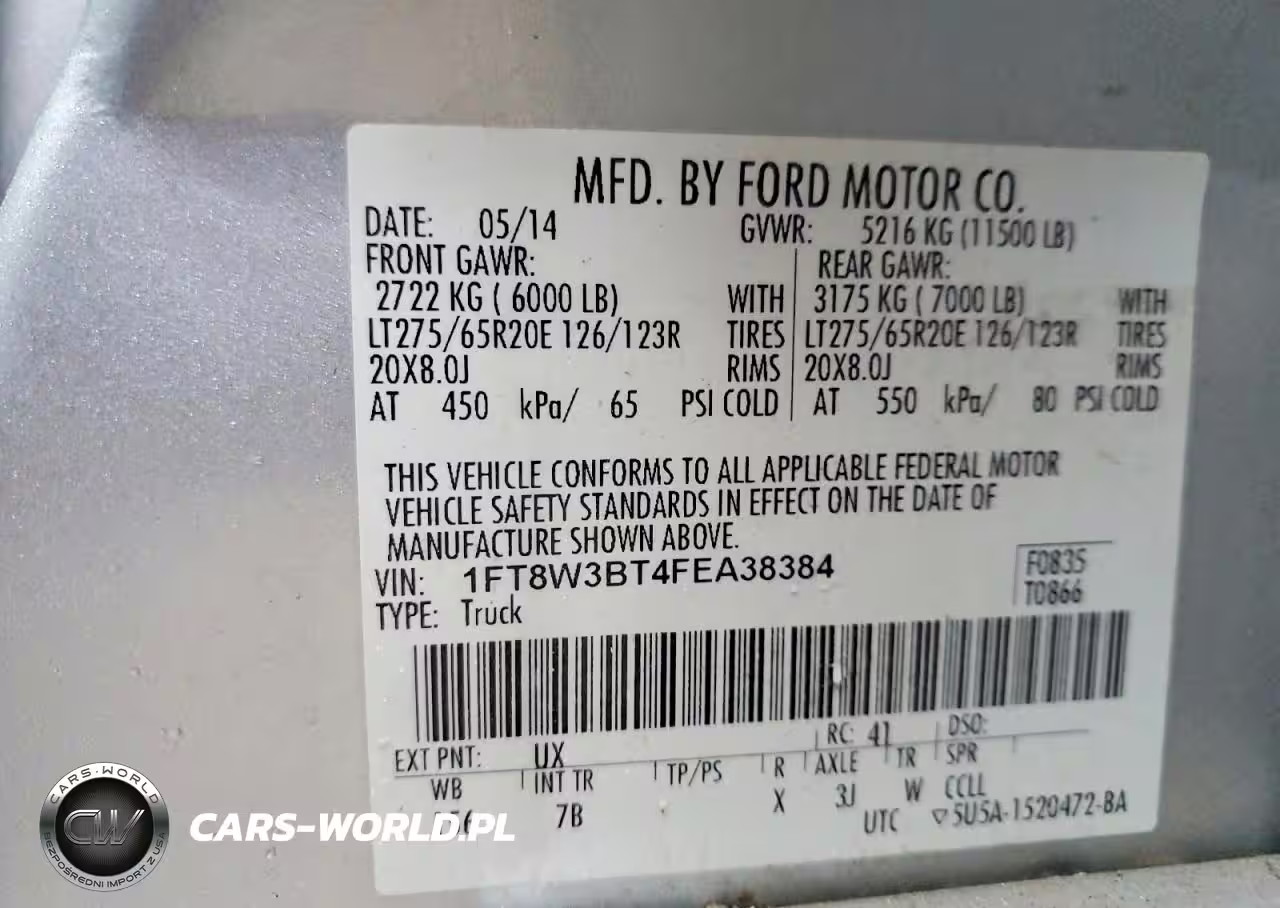 MFD. BY FORD MOTOR CO.
DATE: 05/14 GVWR: 5216 KG (11500 LB)
FRONT GAWR: REAR GAWR:
2722 KG ( 6000 LB) WITH 3175 KG ( 7000 LB) WITH
LT275/65R20E 126/123R TIRES LT275/65R20E 126/123R TIRES
20X8.0J RIMS 20X8.0J RIMS
AT 450 kPa/ 65 PSI COLD AT 550 kPa/ 80 PSI COLD
THIS VEHICLE CONFORMS TO ALL APPLICABLE FEDERAL MOTOR
VEHICLE SAFETY STANDARDS IN EFFECT ON THE DATE OF
MANUFACTURE SHOWN ABOVE.
VIN: 1FT8W3BT4FEA38384 F0835
TYPE: Truck T0866
EXT PNT: UX RC: 41 DSO:
WB INT TR TP/PS R AXLE TR SPR
7B X 3J W CCLL
UTC ▽5U5A-1520472-BA
CARS-WORLD
CW
BEZPOŚREDNI IMPORT Z USA
CARS-WORLD.PL